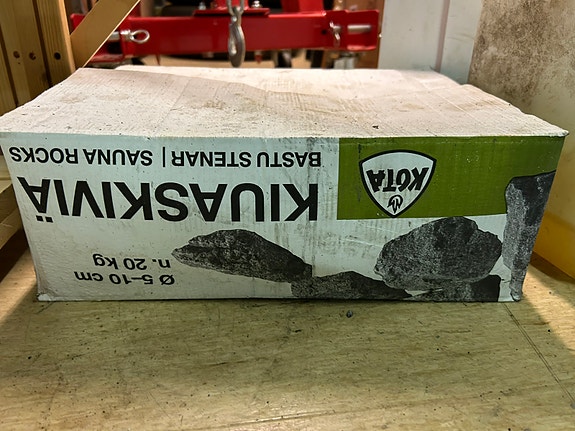 KOTA
BASTU STENAR | SAUNA ROCKS
KIUASKIVIÄ
Ø 5–10 cm
n. 20 kg